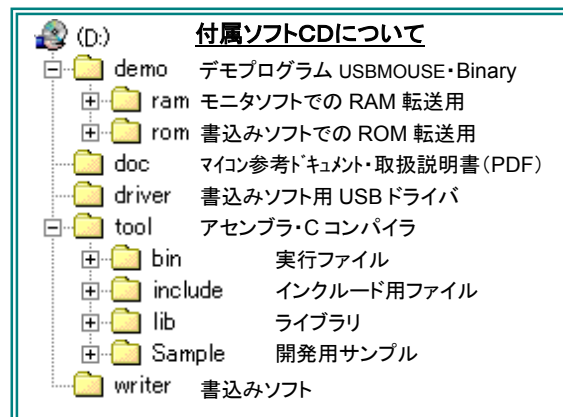 (D:) 付属ソフトCDについて
demo デモプログラム USBMOUSE・Binary
ram モニタソフトでの RAM 転送用
rom 書込みソフトでの ROM 転送用
doc ﾏｲｺﾝ参考ﾄﾞｷｭﾒﾝﾄ・取扱説明書(PDF)
driver 書込みソフト用 USBドライバ
tool アセンブラ・Cコンパイラ
bin 実行ファイル
include インクルード用ファイル
lib ライブラリ
Sample 開発用サンプル
writer 書込みソフト